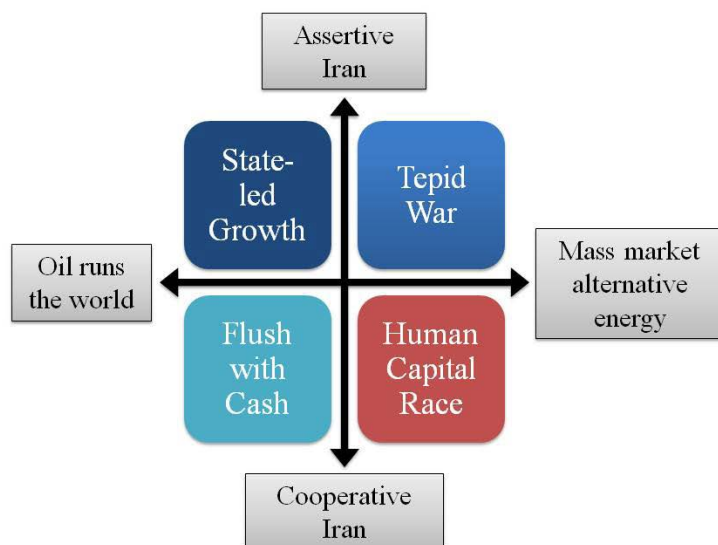 Assertive
Iran
State-
led
Growth
Tepid
War
Oil runs
the world
Mass market
alternative
energy
Flush
with
Cash
Human
Capital
Race
Cooperative
Iran